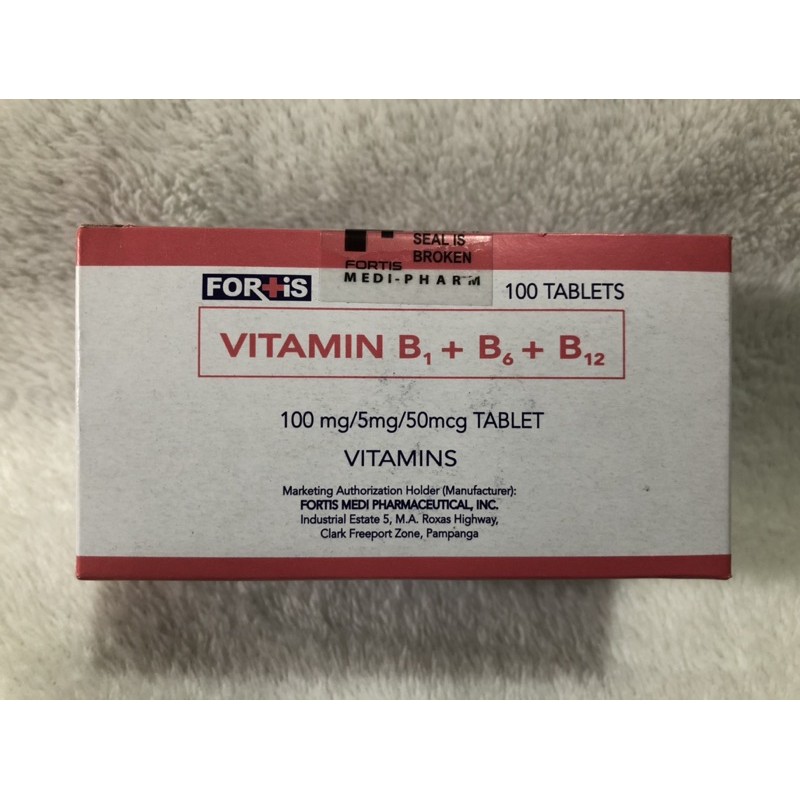 SEAL IS
BROKEN
FORTIS
MEDI-PHARM
FORTIS
100 TABLETS
VITAMIN B₁ + B₆ + B₁₂
100 mg/5mg/50mcg TABLET
VITAMINS
Marketing Authorization Holder (Manufacturer):
FORTIS MEDI PHARMACEUTICAL, INC.
Industrial Estate 5, M.A. Roxas Highway,
Clark Freeport Zone, Pampanga